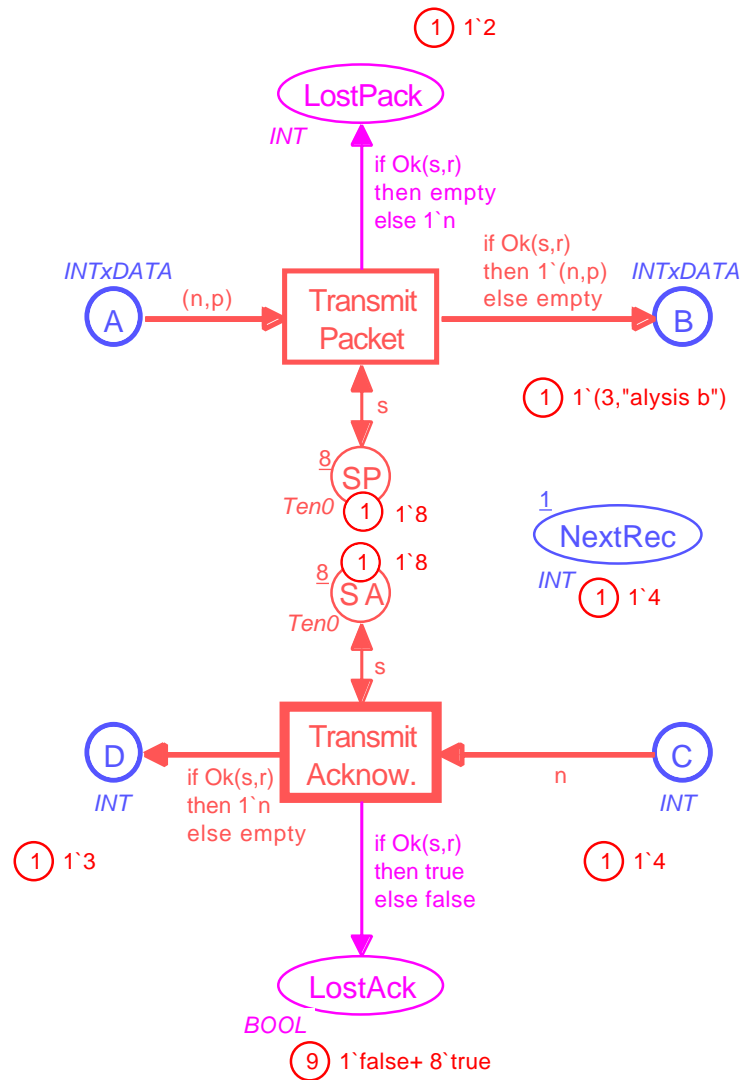 1 1`2
LostPack
INT
if Ok(s,r)
then empty
else 1`n
INTxDATA
A
(n,p)
Transmit
Packet
if Ok(s,r)
then 1`(n,p)
else empty
INTxDATA
B
s
1 1`(3,"alysis b")
8
SP
Ten0
1 1`8
1 1`8
8
S A
Ten0
1
NextRec
INT
1 1`4
s
D
INT
Transmit
Acknow.
if Ok(s,r)
then 1`n
else empty
n
C
INT
1 1`3
if Ok(s,r)
then true
else false
1 1`4
LostAck
BOOL
9 1`false+ 8`true